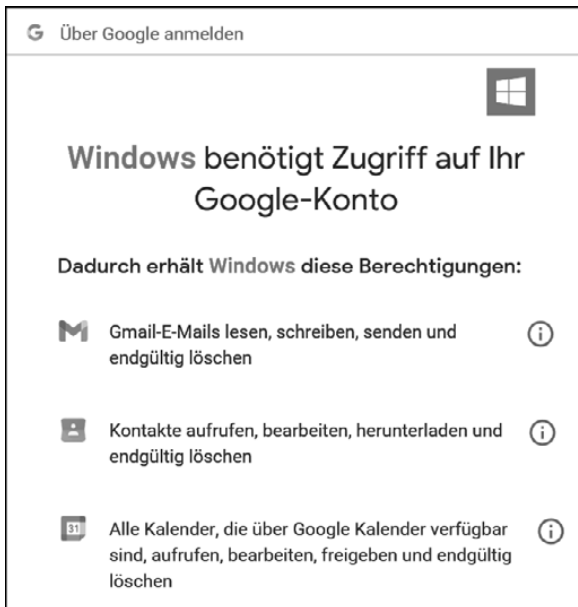 G Über Google anmelden
Windows benötigt Zugriff auf Ihr
Google-Konto
Dadurch erhält Windows diese Berechtigungen:
Gmail-E-Mails lesen, schreiben, senden und
endgültig löschen
Kontakte aufrufen, bearbeiten, herunterladen und
endgültig löschen
31 Alle Kalender, die über Google Kalender verfügbar
sind, aufrufen, bearbeiten, freigeben und endgültig
löschen